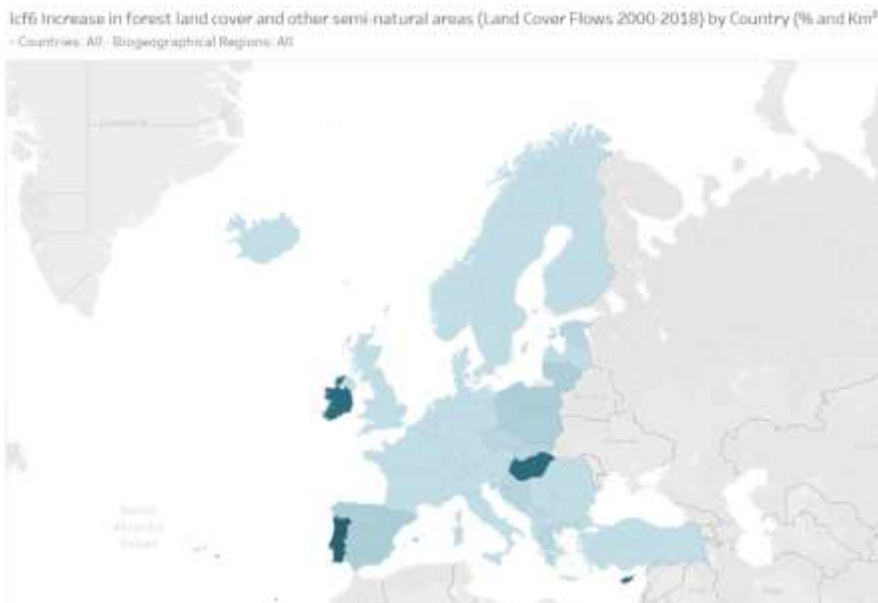 lcf6 Increase in forest land cover and other semi-natural areas (Land Cover Flows 2000-2018) by Country (% and Km²
- Countries: All - Biogeographical Regions: All
Atlantic